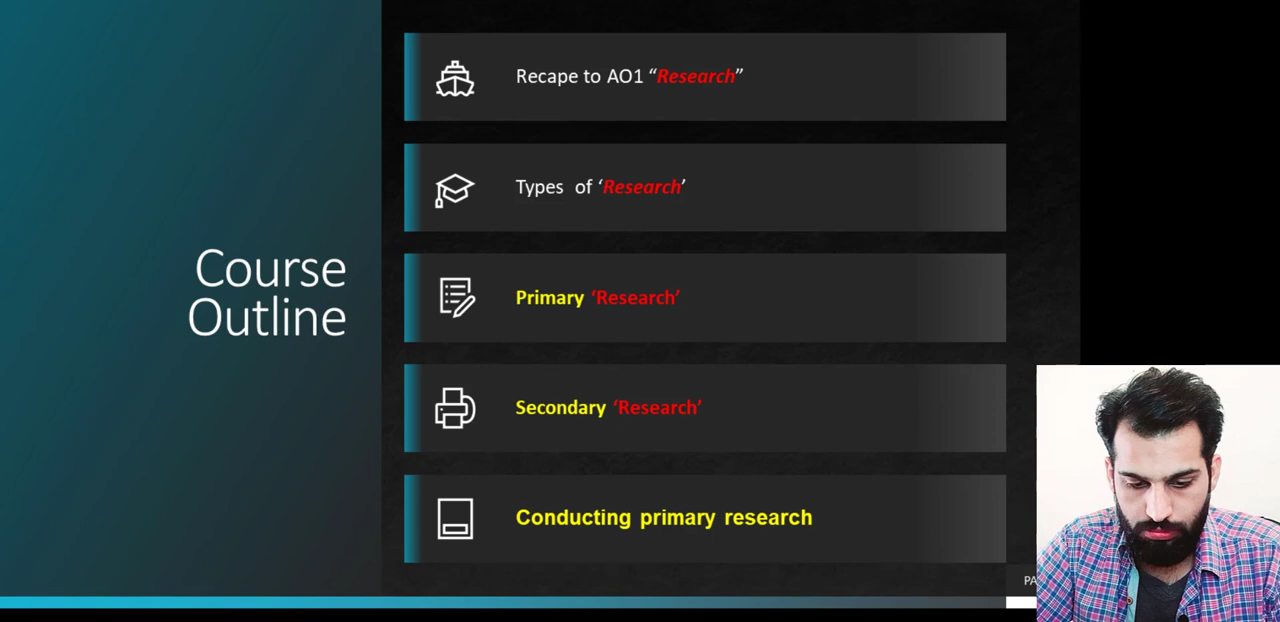 Course
Outline
Recape to AO1 “Research”
Types of ‘Research’
Primary ‘Research’
Secondary ‘Research’
Conducting primary research